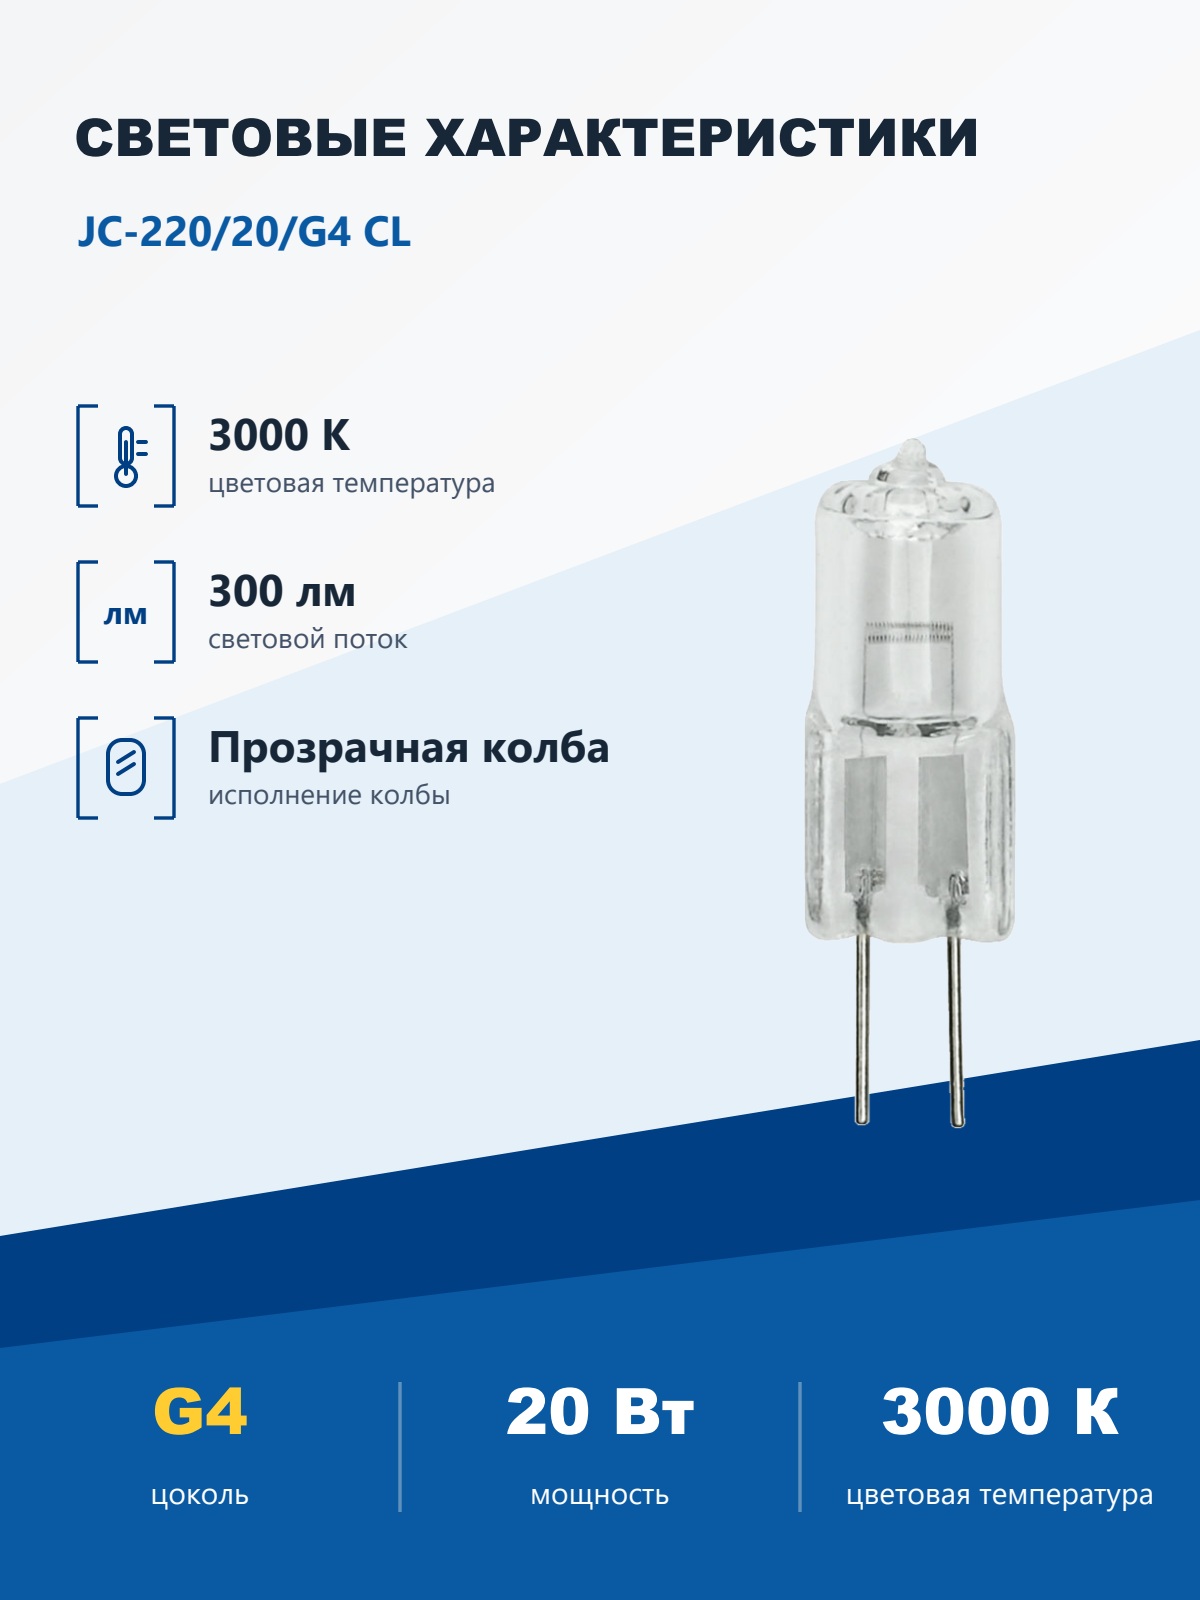 СВЕТОВЫЕ ХАРАКТЕРИСТИКИ
JC-220/20/G4 CL
3000 К
цветовая температура
лм
300 лм
световой поток
Прозрачная колба
исполнение колбы
G4
цоколь
20 Вт
мощность
3000 К
цветовая температура